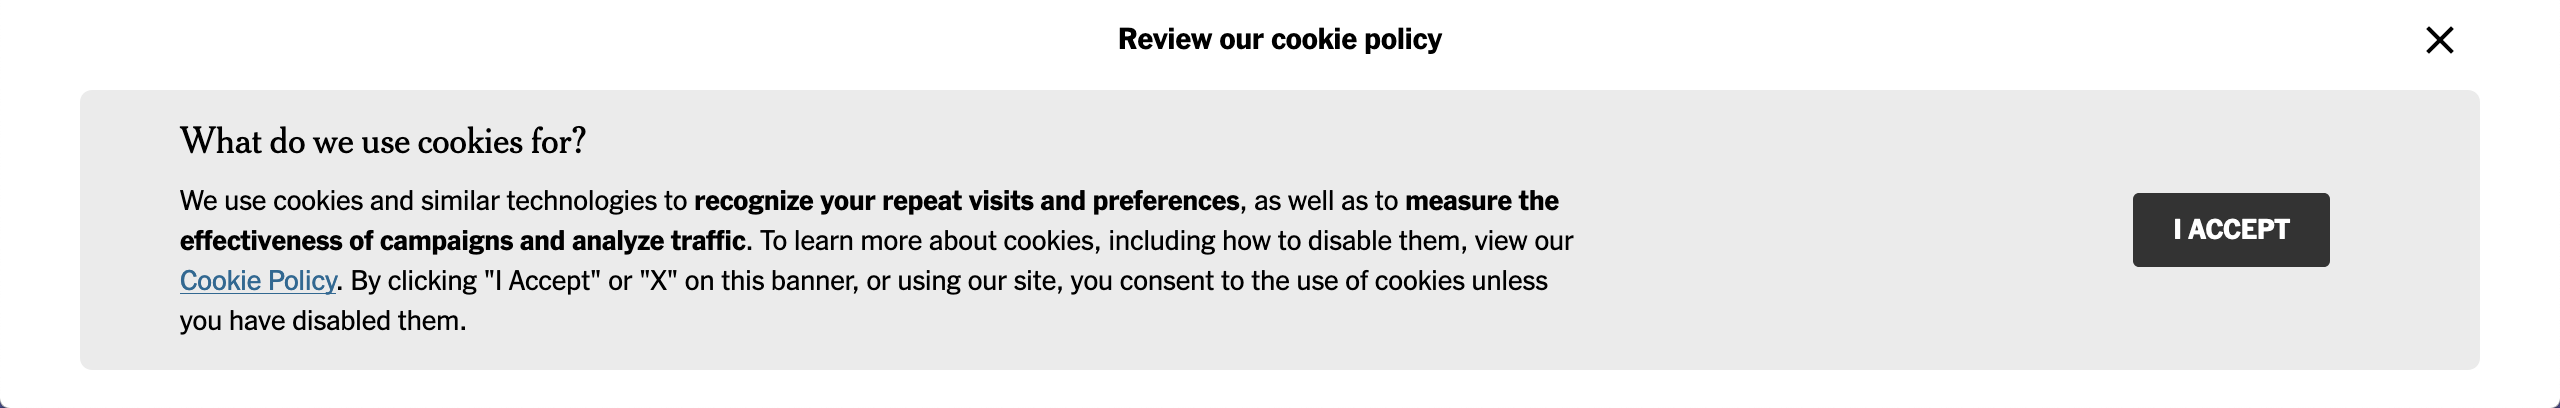 Review our cookie policy
What do we use cookies for?
We use cookies and similar technologies to recognize your repeat visits and preferences, as well as to measure the
effectiveness of campaigns and analyze traffic. To learn more about cookies, including how to disable them, view our
Cookie Policy. By clicking "I Accept" or "X" on this banner, or using our site, you consent to the use of cookies unless
you have disabled them.
I ACCEPT